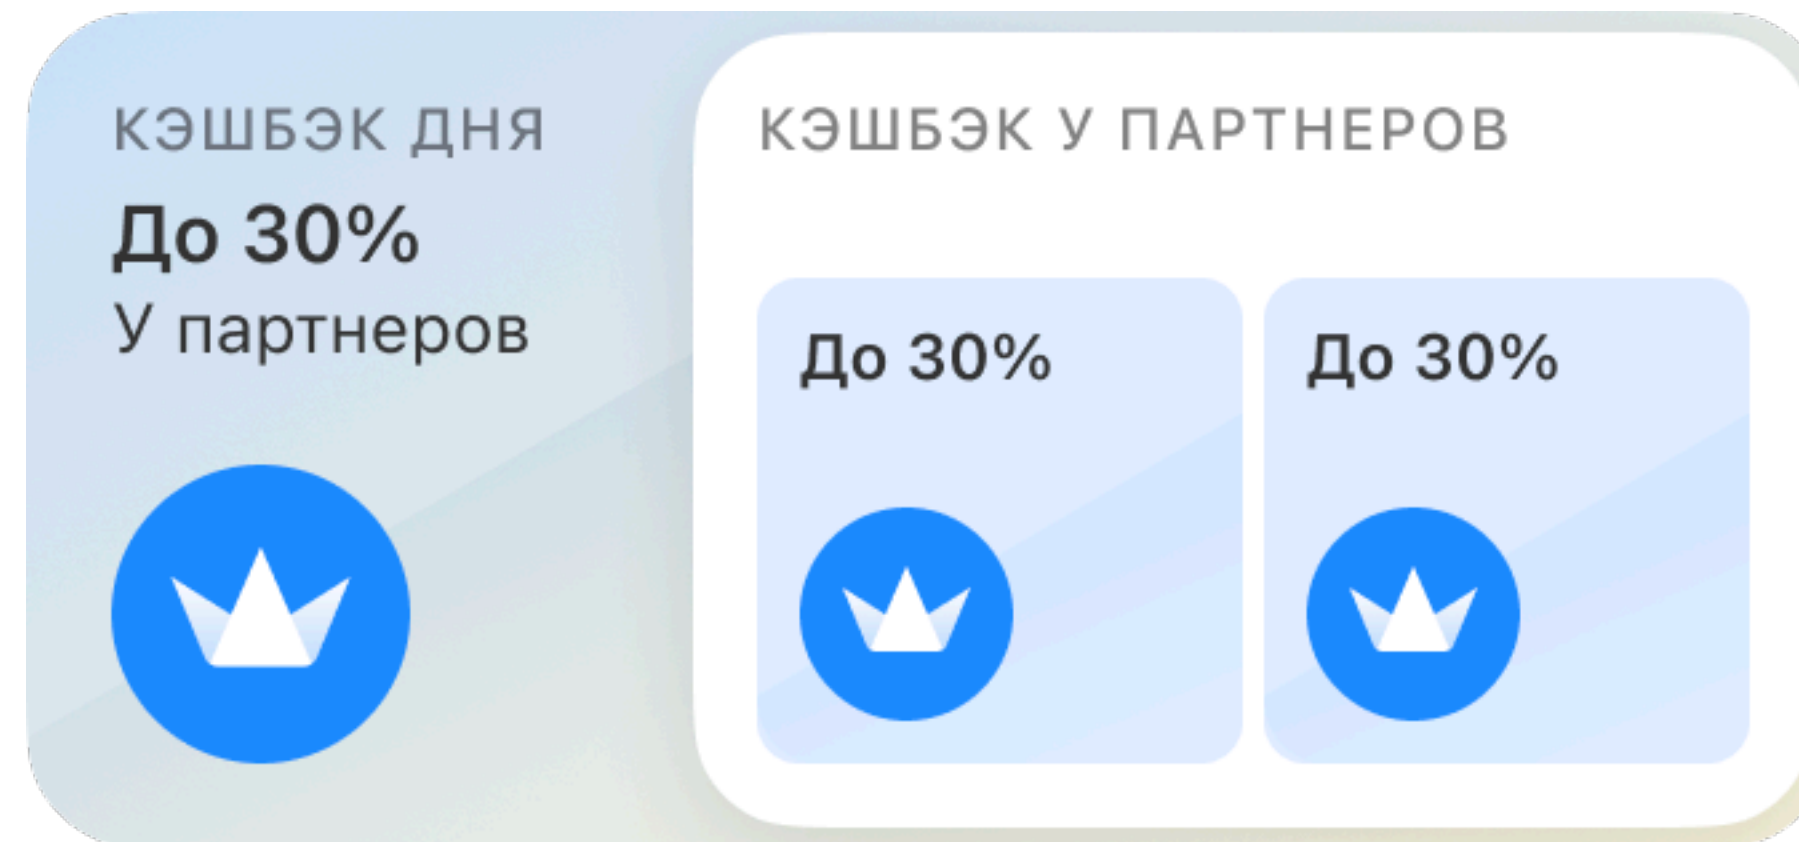 КЭШБЭК ДНЯ
До 30%
У партнеров
КЭШБЭК У ПАРТНЕРОВ
До 30%
До 30%